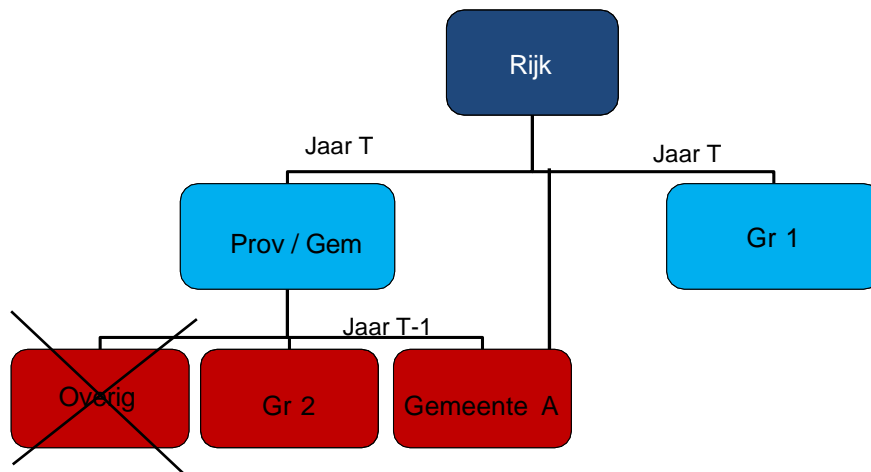 Rijk
Jaar T
Jaar T
Prov / Gem
Gr 1
Jaar T-1
Overig
Gr 2
Gemeente A